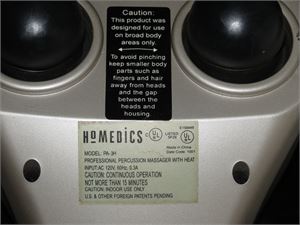 Caution:
This product was
designed for use
on broad body
areas only.
To avoid pinching
keep smaller body
parts such as
fingers and
hair away from
heads and the gap
between the
heads and
housing.
HoMEDICS
C UL US
LISTED
MODEL: PA-3H
Made in China
PROFESSIONAL PERCUSSION MASSAGER WITH HEAT
INPUT: AC 120V, 60Hz, 0.3A
CAUTION: CONTINUOUS OPERATION
NOT MORE THAN 15 MINUTES
CAUTION: INDOOR USE ONLY
U.S. & OTHER FOREIGN PATENTS PENDING